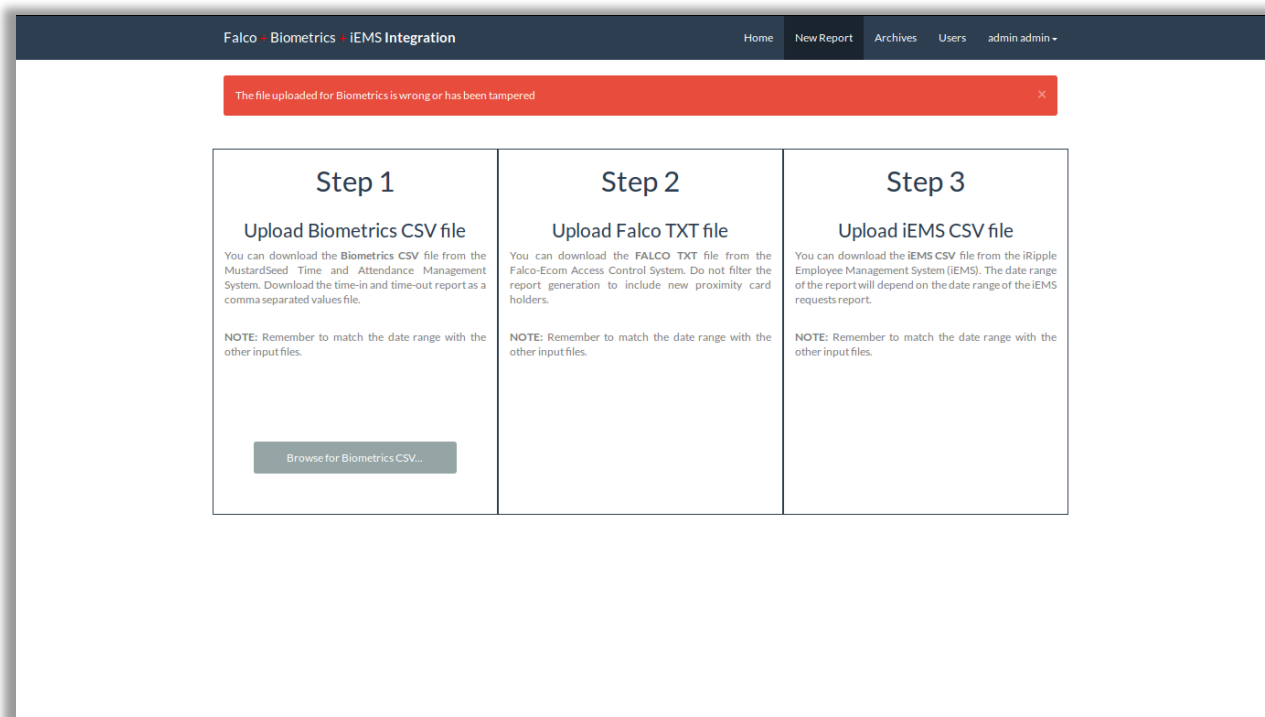 Falco + Biometrics + iEMS Integration
Home New Report Archives Users admin admin
The file uploaded for Biometrics is wrong or has been tampered ×
Step 1
Upload Biometrics CSV file
You can download the Biometrics CSV file from the
MustardSeed Time and Attendance Management
System. Download the time-in and time-out report as a
comma separated values file.
NOTE: Remember to match the date range with the
other input files.
Browse for Biometrics CSV...
Step 2
Upload Falco TXT file
You can download the FALCO TXT file from the
Falco-Ecom Access Control System. Do not filter the
report generation to include new proximity card
holders.
NOTE: Remember to match the date range with the
other input files.
Step 3
Upload iEMS CSV file
You can download the iEMS CSV file from the iRipple
Employee Management System (iEMS). The date range
of the report will depend on the date range of the iEMS
requests report.
NOTE: Remember to match the date range with the
other input files.